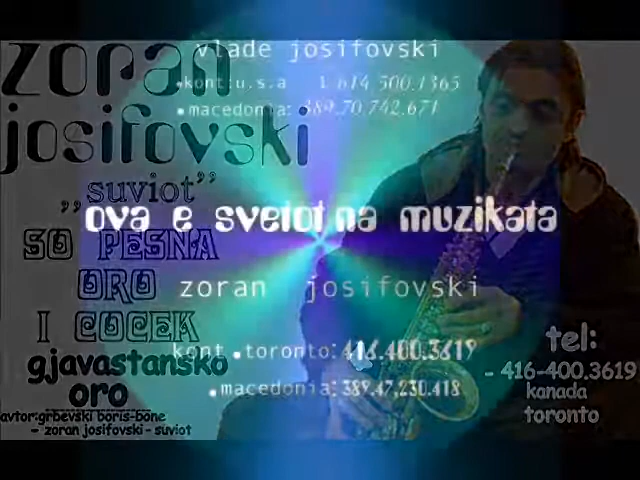 zoran
josifovski
„suviot”
SO PESNA
ORO
I COCEK
gjavastansko
oro
avtor:grbevski boris-bone
- zoran josifovski - suviot
vlade josifovski
.kont:u.s.a 1 614.500.1365
.macedonia: 389.70.742.671
ova e svetot na muzikata
zoran josifovski
kont.toronto: 416.400.3619
.macedonia: 389.47.230.418
tel:
- 416-400.3619
kanada
toronto